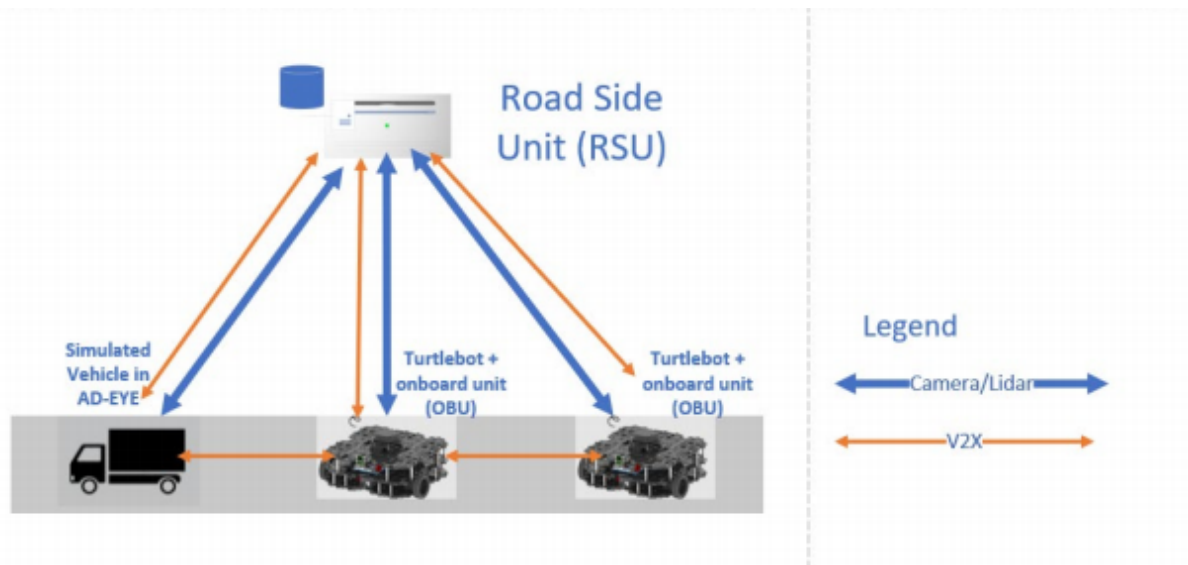 Road Side
Unit (RSU)
Simulated
Vehicle in
AD-EYE
Turtlebot +
onboard unit
(OBU)
Turtlebot +
onboard unit
(OBU)
Legend
Camera/Lidar
V2X